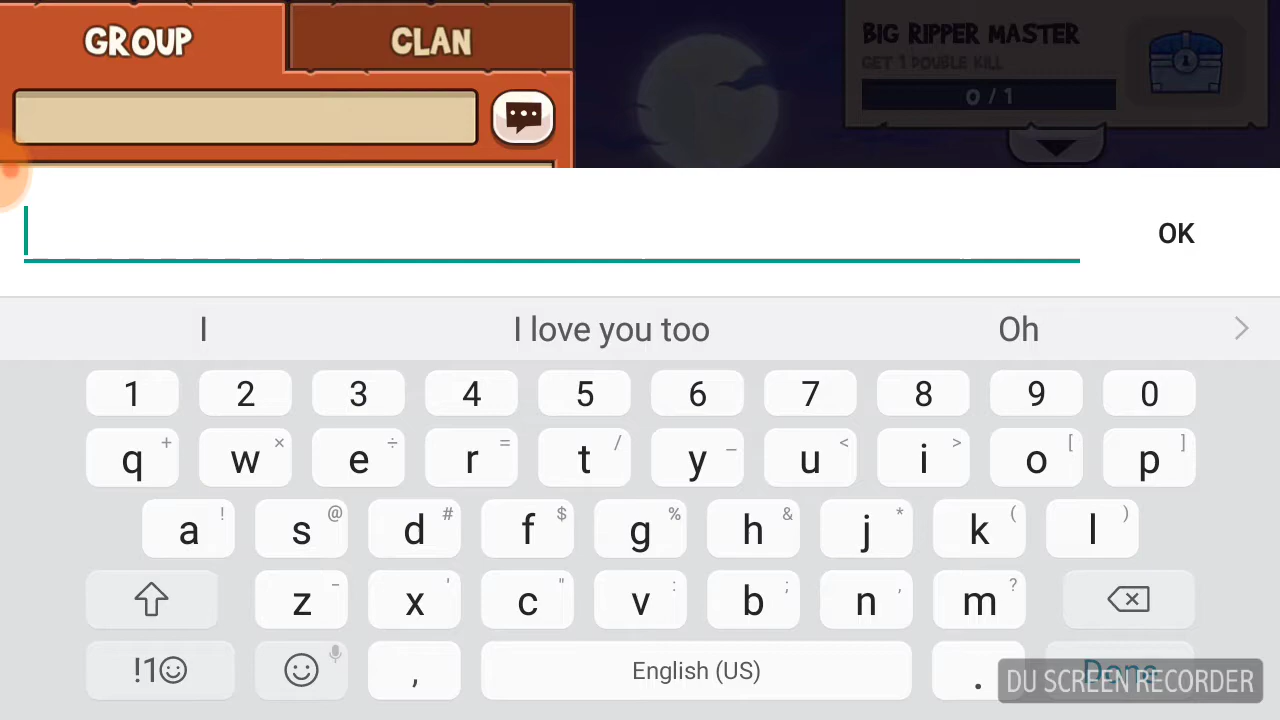 GROUP CLAN BIG RIPPER MASTER
GET 1 DOUBLE KILL
0 / 1
OK
I I love you too Oh
1 2 3 4 5 6 7 8 9 0
q + w × e ÷ r = t / y _ u < i > o [ p ]
a ! s @ d # f $ g % h & j * k ( l )
z - x ' c " v : b ; n , m ?
!1☺ , English (US) . Done
DU SCREEN RECORDER